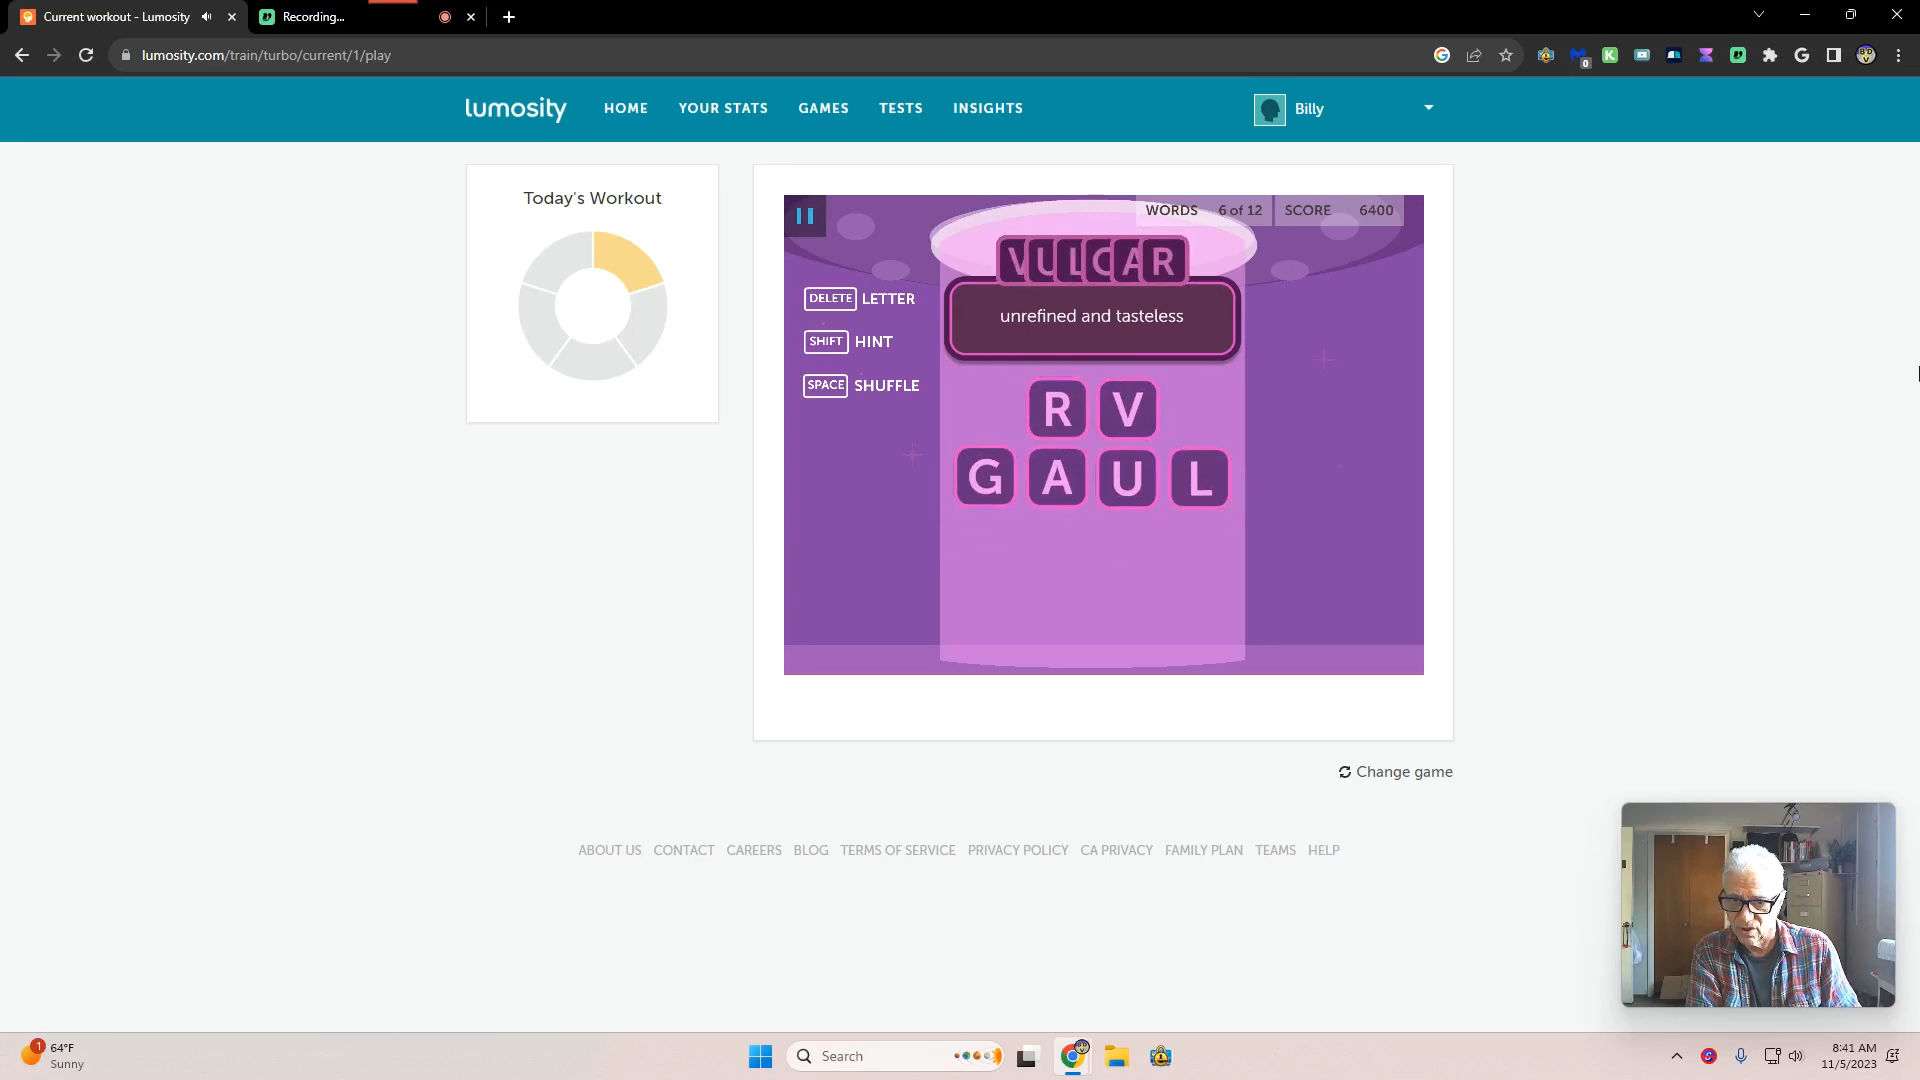 Current workout - Lumosity
Recording...
lumosity.com/train/turbo/current/1/play
0
lumosity
HOME
YOUR STATS
GAMES
TESTS
INSIGHTS
Billy
Today's Workout
WORDS 6 of 12
SCORE 6400
VULGAR
unrefined and tasteless
DELETE LETTER
SHIFT HINT
SPACE SHUFFLE
R V
G A U L
Change game
ABOUT US CONTACT CAREERS BLOG TERMS OF SERVICE PRIVACY POLICY CA PRIVACY FAMILY PLAN TEAMS HELP
1
64°F
Sunny
Search
8:41 AM
11/5/2023